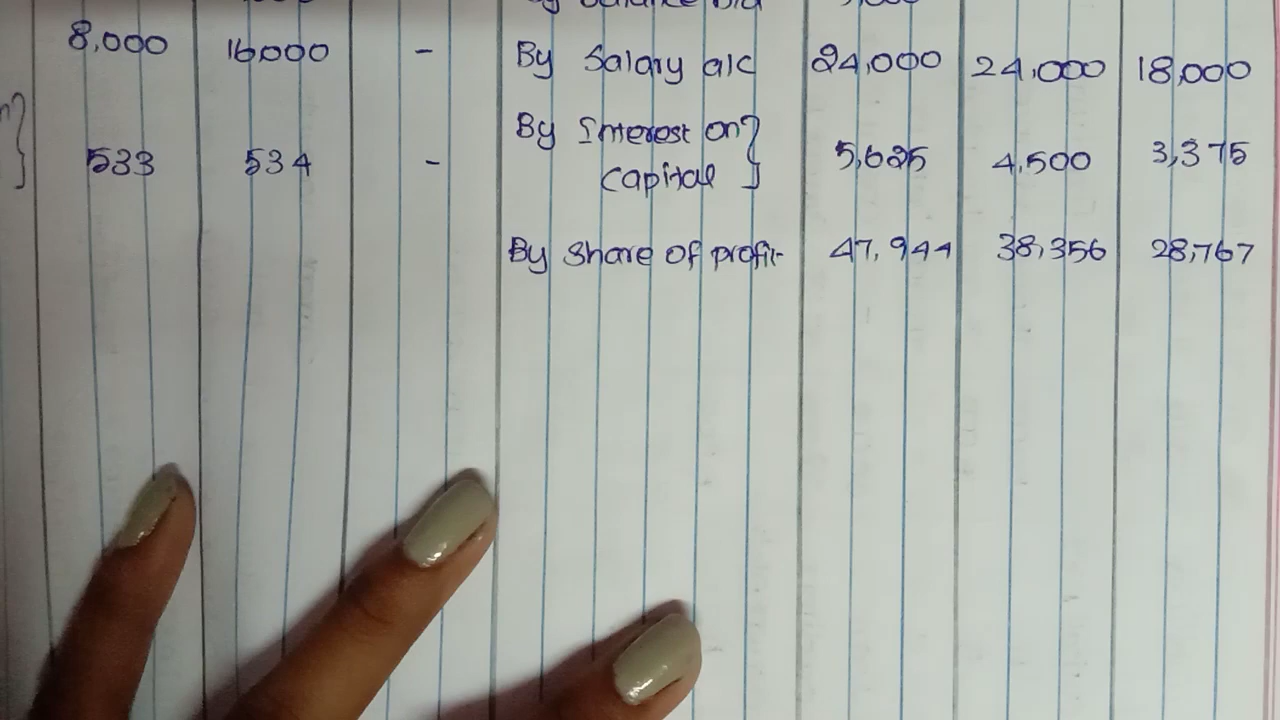 8,000 16000 - By Salary a/c 24,000 24,000 18,000
By Interest on
533 534 - Capital 5,625 4,500 3,375
By Share of profit 47,944 38,356 28,767